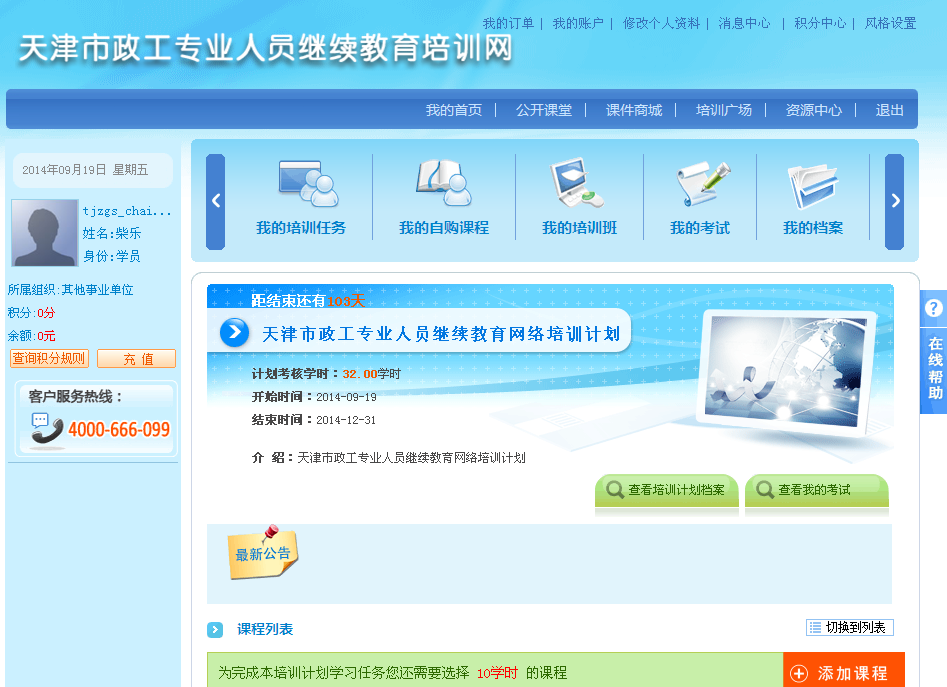 我的订单 | 我的账户 | 修改个人资料 | 消息中心 | 积分中心 | 风格设置
天津市政工专业人员继续教育培训网
我的首页 | 公开课堂 | 课件商城 | 培训广场 | 资源中心 | 退出
2014年09月19日 星期五
tjzgs_chai...
姓名:柴乐
身份:学员
所属组织:其他事业单位
积分:0分
余额:0元
查询积分规则 充 值
客户服务热线：
4000-666-099
我的培训任务 我的自购课程 我的培训班 我的考试 我的档案
距结束还有103天
天津市政工专业人员继续教育网络培训计划
计划考核学时：32.00学时
开始时间：2014-09-19
结束时间：2014-12-31
介 绍：天津市政工专业人员继续教育网络培训计划
查看培训计划档案 查看我的考试
最新公告
课程列表 切换到列表
为完成本培训计划学习任务您还需要选择 10学时 的课程 添加课程
?
在线帮助